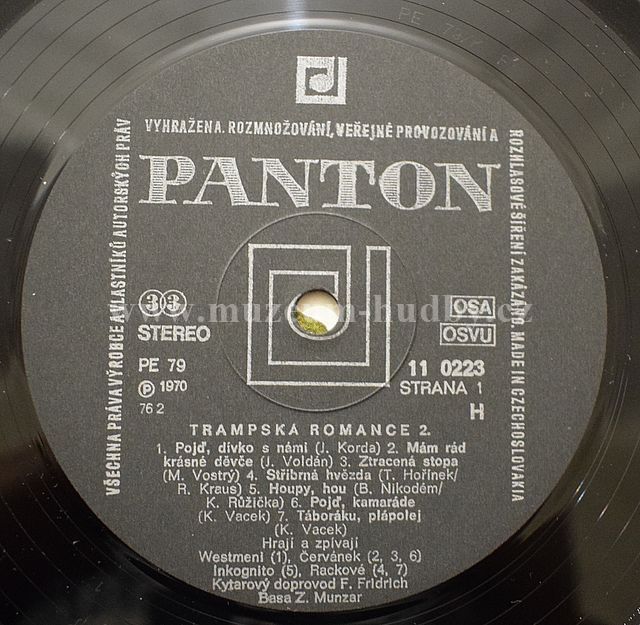 PE 79
VYHRAŽENA. ROZMNOŽOVÁNÍ, VEŘEJNÉ PROVOZOVÁNÍ A
ROZHLASOVÉ ŠÍŘENÍ ZAKÁZÁNO. MADE IN CZECHOSLOVAKIA
VŠECHNA PRÁVA VÝROBCE A VLASTNÍKŮ AUTORSKÝCH PRÁV
PANTON
www.muzeum-hudby.cz
33
STEREO
OSA
OSVU
PE 79
℗ 1970
76 2
11 0223
STRANA 1
H
TRAMPSKÁ ROMANCE 2.
1. Pojď, dívko s námi (J. Korda) 2. Mám rád
krásné děvče (J. Voldán) 3. Ztracená stopa
(M. Vostrý) 4. Stříbrná hvězda (T. Hořínek/
R. Kraus) 5. Houpy, hou (B. Nikodém/
K. Růžička) 6. Pojď, kamaráde
(K. Vacek) 7. Táboráku, plápolej
(K. Vacek)
Hrají a zpívají
Westmeni (1), Červánek (2, 3, 6)
Inkognito (5), Rackové (4, 7)
Kytarový doprovod F. Fridrich
Basa Z. Munzar